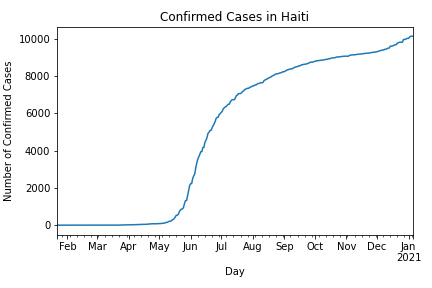 Confirmed Cases in Haiti
Number of Confirmed Cases
10000
8000
6000
4000
2000
0
Feb Mar Apr May Jun Jul Aug Sep Oct Nov Dec Jan
2021
Day